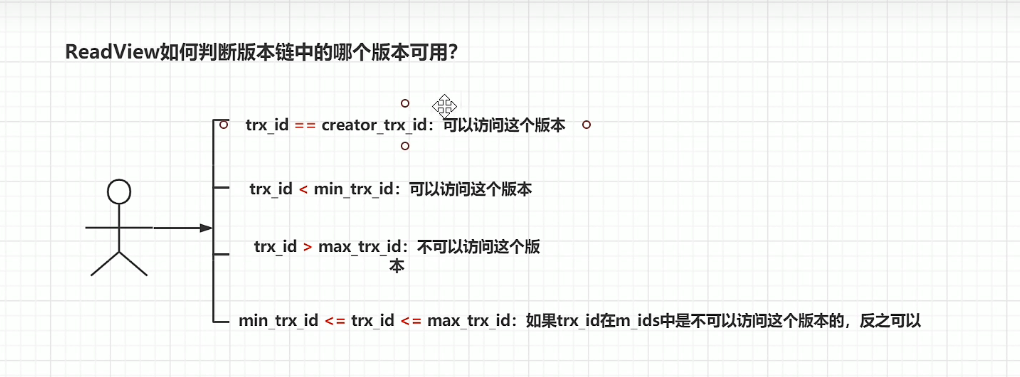 ReadView如何判断版本链中的哪个版本可用?
trx_id == creator_trx_id：可以访问这个版本
trx_id < min_trx_id：可以访问这个版本
trx_id > max_trx_id：不可以访问这个版
本
min_trx_id <= trx_id <= max_trx_id：如果trx_id在m_ids中是不可以访问这个版本的，反之可以